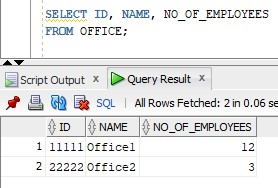 SELECT ID, NAME, NO_OF_EMPLOYEES
FROM OFFICE;
Script Output x Query Result x
SQL | All Rows Fetched: 2 in 0.06 se
ID NAME NO_OF_EMPLOYEES
1 11111 Office1 12
2 22222 Office2 3